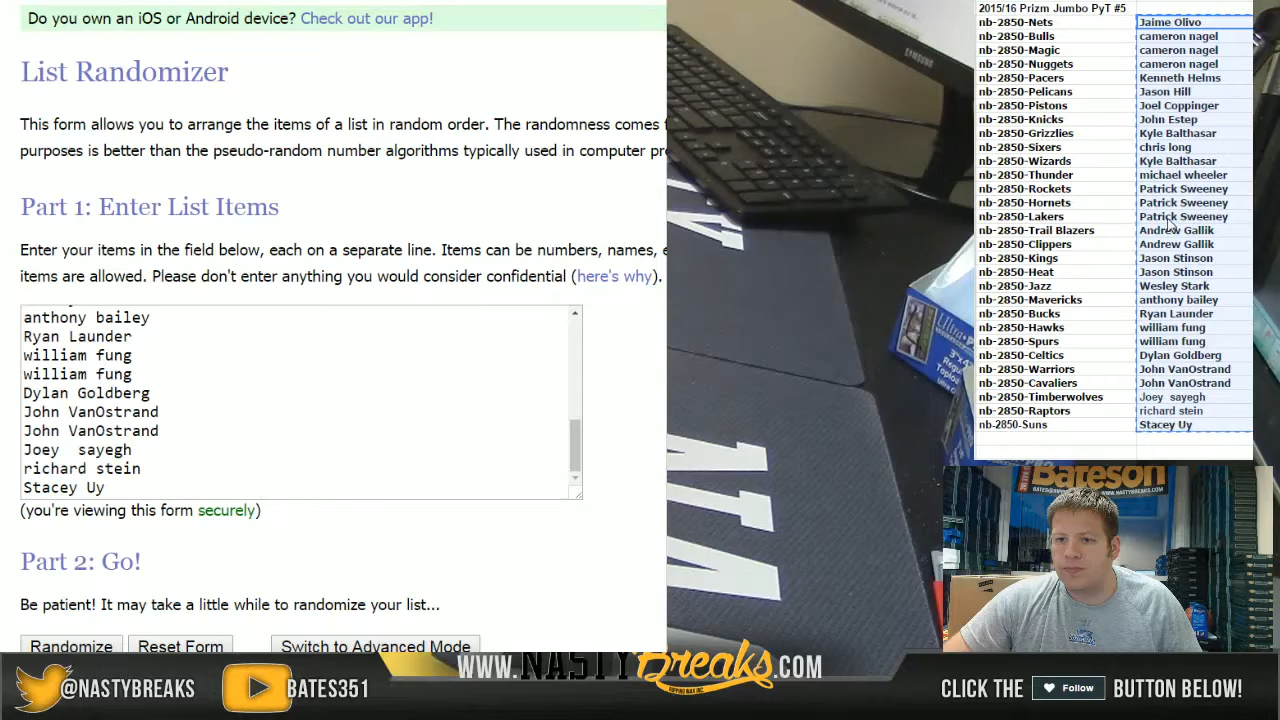 Do you own an iOS or Android device? Check out our app!
List Randomizer
This form allows you to arrange the items of a list in random order. The randomness comes
purposes is better than the pseudo-random number algorithms typically used in computer
Part 1: Enter List Items
Enter your items in the field below, each on a separate line. Items can be numbers, names,
items are allowed. Please don't enter anything you would consider confidential (here's why).
anthony bailey
Ryan Launder
william fung
william fung
Dylan Goldberg
John VanOstrand
John VanOstrand
Joey  sayegh
richard stein
Stacey Uy
(you're viewing this form securely)
Part 2: Go!
Be patient! It may take a little while to randomize your list...
Randomize Reset Form Switch to Advanced Mode
SAMSUNG
2015/16 Prizm Jumbo PyT #5
nb-2850-Nets Jaime Olivo
nb-2850-Bulls cameron nagel
nb-2850-Magic cameron nagel
nb-2850-Nuggets cameron nagel
nb-2850-Pacers Kenneth Helms
nb-2850-Pelicans Jason Hill
nb-2850-Pistons Joel Coppinger
nb-2850-Knicks John Estep
nb-2850-Grizzlies Kyle Balthasar
nb-2850-Sixers chris long
nb-2850-Wizards Kyle Balthasar
nb-2850-Thunder michael wheeler
nb-2850-Rockets Patrick Sweeney
nb-2850-Hornets Patrick Sweeney
nb-2850-Lakers Patrick Sweeney
nb-2850-Trail Blazers Andrew Gallik
nb-2850-Clippers Andrew Gallik
nb-2850-Kings Jason Stinson
nb-2850-Heat Jason Stinson
nb-2850-Jazz Wesley Stark
nb-2850-Mavericks anthony bailey
nb-2850-Bucks Ryan Launder
nb-2850-Hawks william fung
nb-2850-Spurs william fung
nb-2850-Celtics Dylan Goldberg
nb-2850-Warriors John VanOstrand
nb-2850-Cavaliers John VanOstrand
nb-2850-Timberwolves Joey  sayegh
nb-2850-Raptors richard stein
nb-2850-Suns Stacey Uy
Bateson
@NASTYBREAKS
BATES351
WWW.NASTYBreaks.COM
RIPPING WAX INC.
CLICK THE Follow BUTTON BELOW!